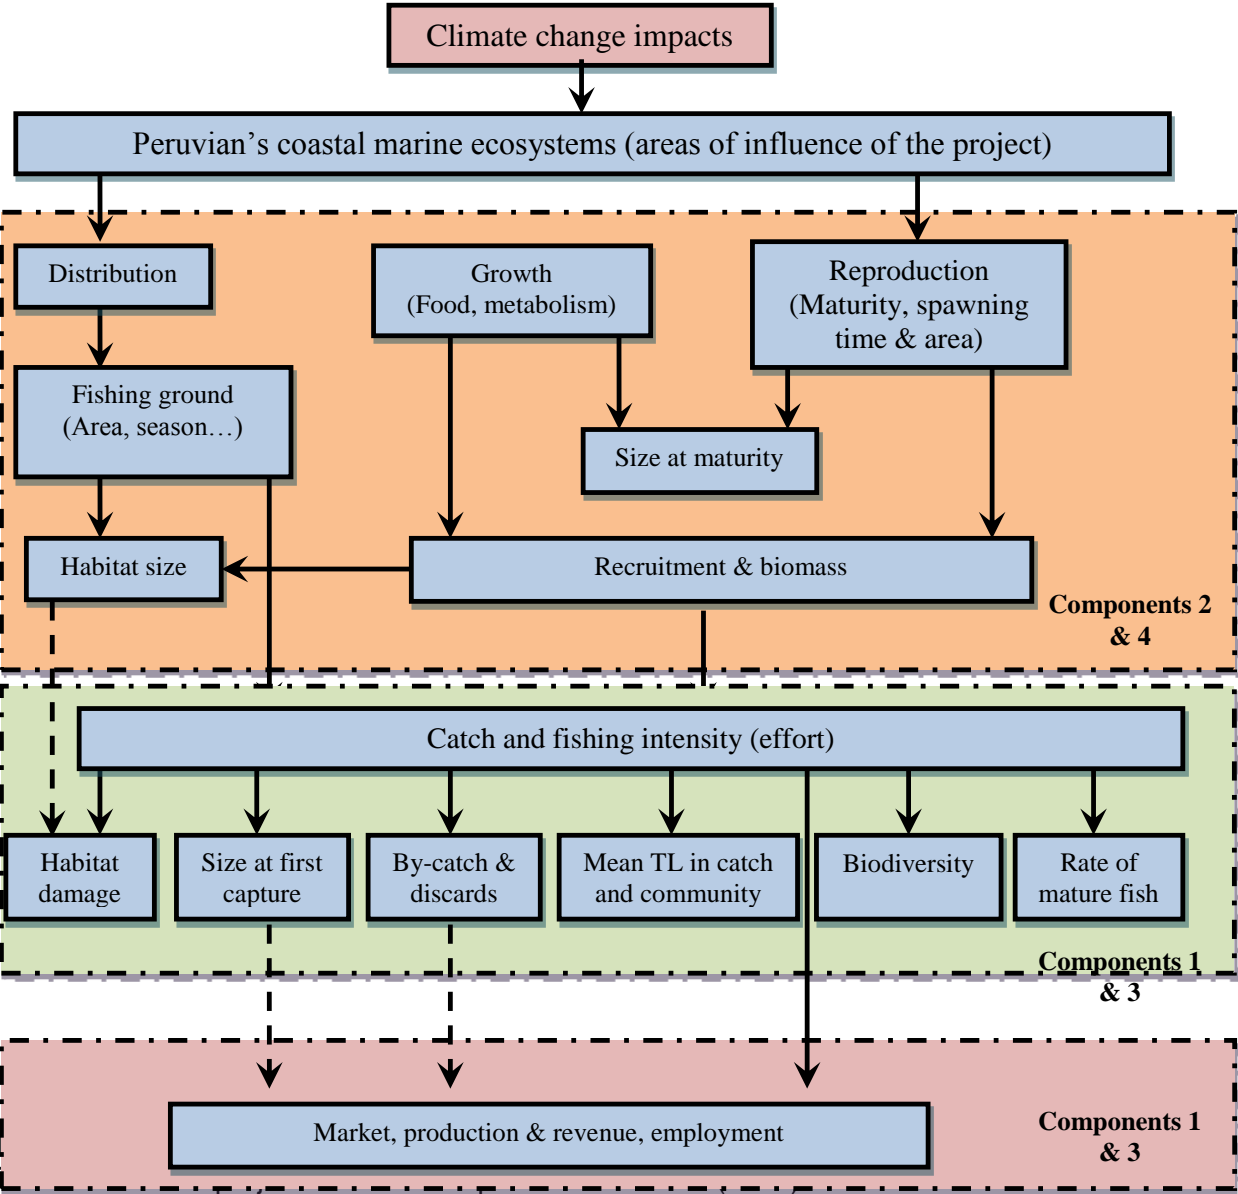 Climate change impacts
Peruvian’s coastal marine ecosystems (areas of influence of the project)
Distribution
Growth
(Food, metabolism)
Reproduction
(Maturity, spawning
time & area)
Fishing ground
(Area, season…)
Size at maturity
Habitat size
Recruitment & biomass
Components 2
& 4
Catch and fishing intensity (effort)
Habitat
damage
Size at first
capture
By-catch &
discards
Mean TL in catch
and community
Biodiversity
Rate of
mature fish
Components 1
& 3
Market, production & revenue, employment
Components 1
& 3